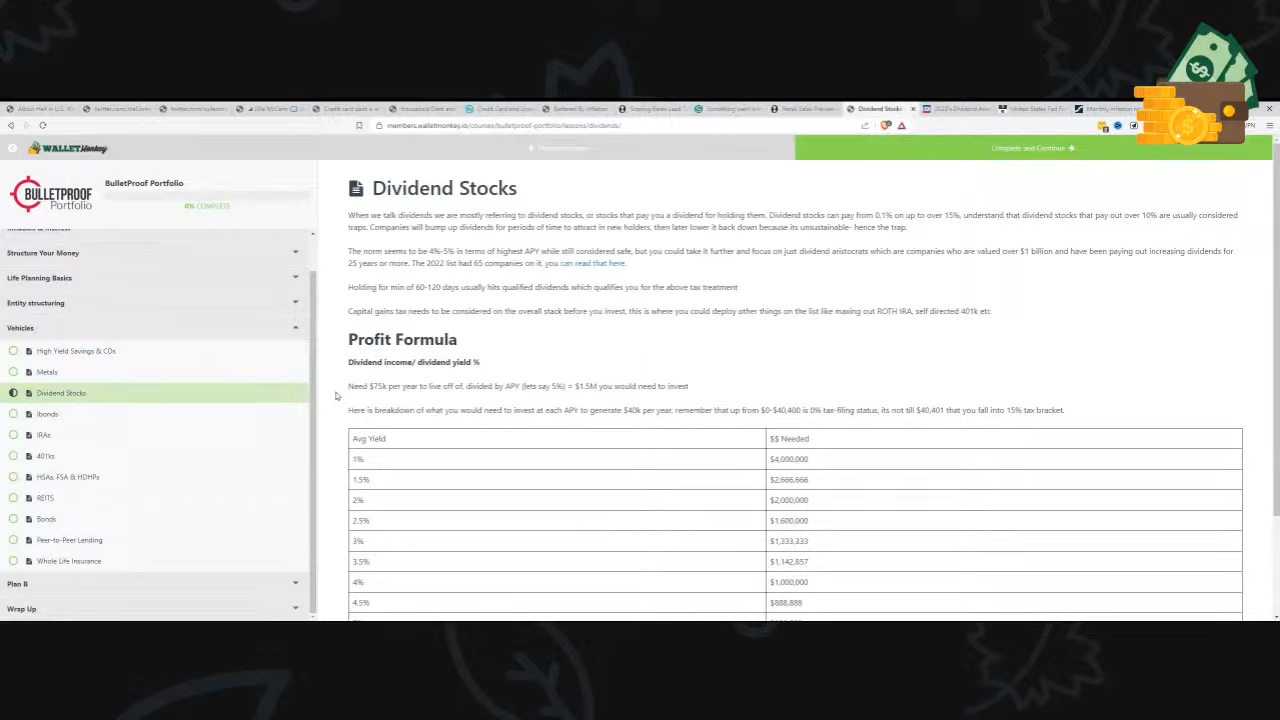 Dividend Stocks
members.walletmonkey.io/courses/bulletproof-portfolio/lessons/dividends/
WALLETMonkey
Complete and Continue
BULLETPROOF
Portfolio
BulletProof Portfolio
COMPLETE
Structure Your Money
Life Planning Basics
Entity structuring
Vehicles
High Yield Savings & CDs
Metals
Dividend Stocks
Ibonds
IRAs
401ks
HSAs, FSA & HDHPs
REITS
Bonds
Peer-to-Peer Lending
Whole Life Insurance
Plan B
Wrap Up
Dividend Stocks
When we talk dividends we are mostly referring to dividend stocks, or stocks that pay you a dividend for holding them. Dividend stocks can pay from 0.1% on up to over 15%, understand that dividend stocks that pay out over 10% are usually considered
traps. Companies will bump up dividends for periods of time to attract in new holders, then later lower it back down because its unsustainable- hence the trap.
The norm seems to be 4%-5% in terms of highest APY while still considered safe, but you could take it further and focus on just dividend aristocrats which are companies who are valued over $1 billion and have been paying out increasing dividends for
25 years or more. The 2022 list had 65 companies on it, you can read that here.
Holding for min of 60-120 days usually hits qualified dividends which qualifies you for the above tax treatment
Capital gains tax needs to be considered on the overall stack before you invest, this is where you could deploy other things on the list like maxing out ROTH IRA, self directed 401k etc
Profit Formula
Dividend income/ dividend yield %
Need $75k per year to live off of, divided by APY (lets say 5%) = $1.5M you would need to invest
Here is breakdown of what you would need to invest at each APY to generate $40k per year, remember that up from $0-$40,400 is 0% tax-filing status, its not till $40,401 that you fall into 15% tax bracket.
Avg Yield $$ Needed
1% $4,000,000
1.5% $2,666,666
2% $2,000,000
2.5% $1,600,000
3% $1,333,333
3.5% $1,142,857
4% $1,000,000
4.5% $888,888